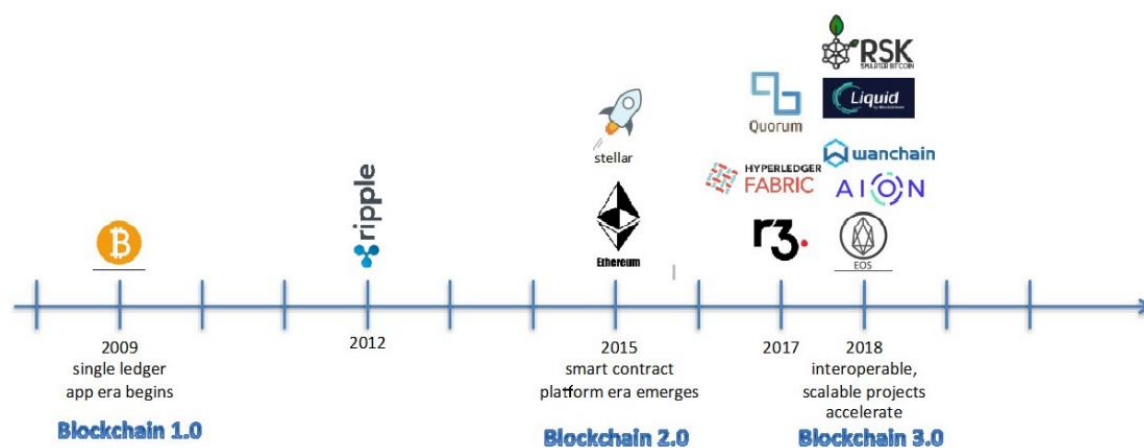 RSK
SMARTER BITCOIN
Liquid
by Blockstream
Quorum
stellar
wanchain
HYPERLEDGER
FABRIC
AION
ripple
r3.
Ethereum
EOS
2009
single ledger
app era begins
Blockchain 1.0
2012
2015
smart contract
platform era emerges
Blockchain 2.0
2017
2018
interoperable,
scalable projects
accelerate
Blockchain 3.0